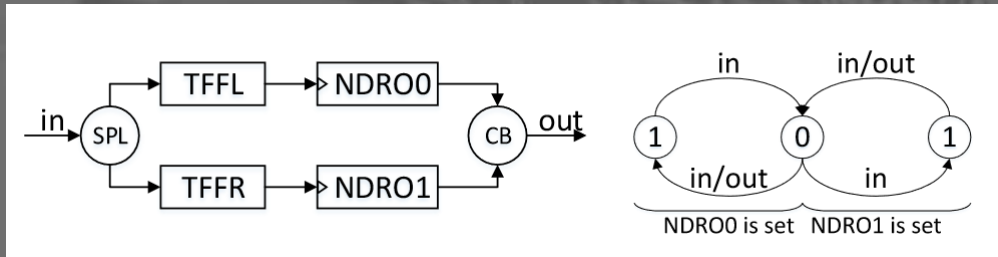 in
SPL
TFFL
NDRO0
TFFR
NDRO1
CB
out
in
in/out
1
0
1
in/out
in
NDRO0 is set
NDRO1 is set